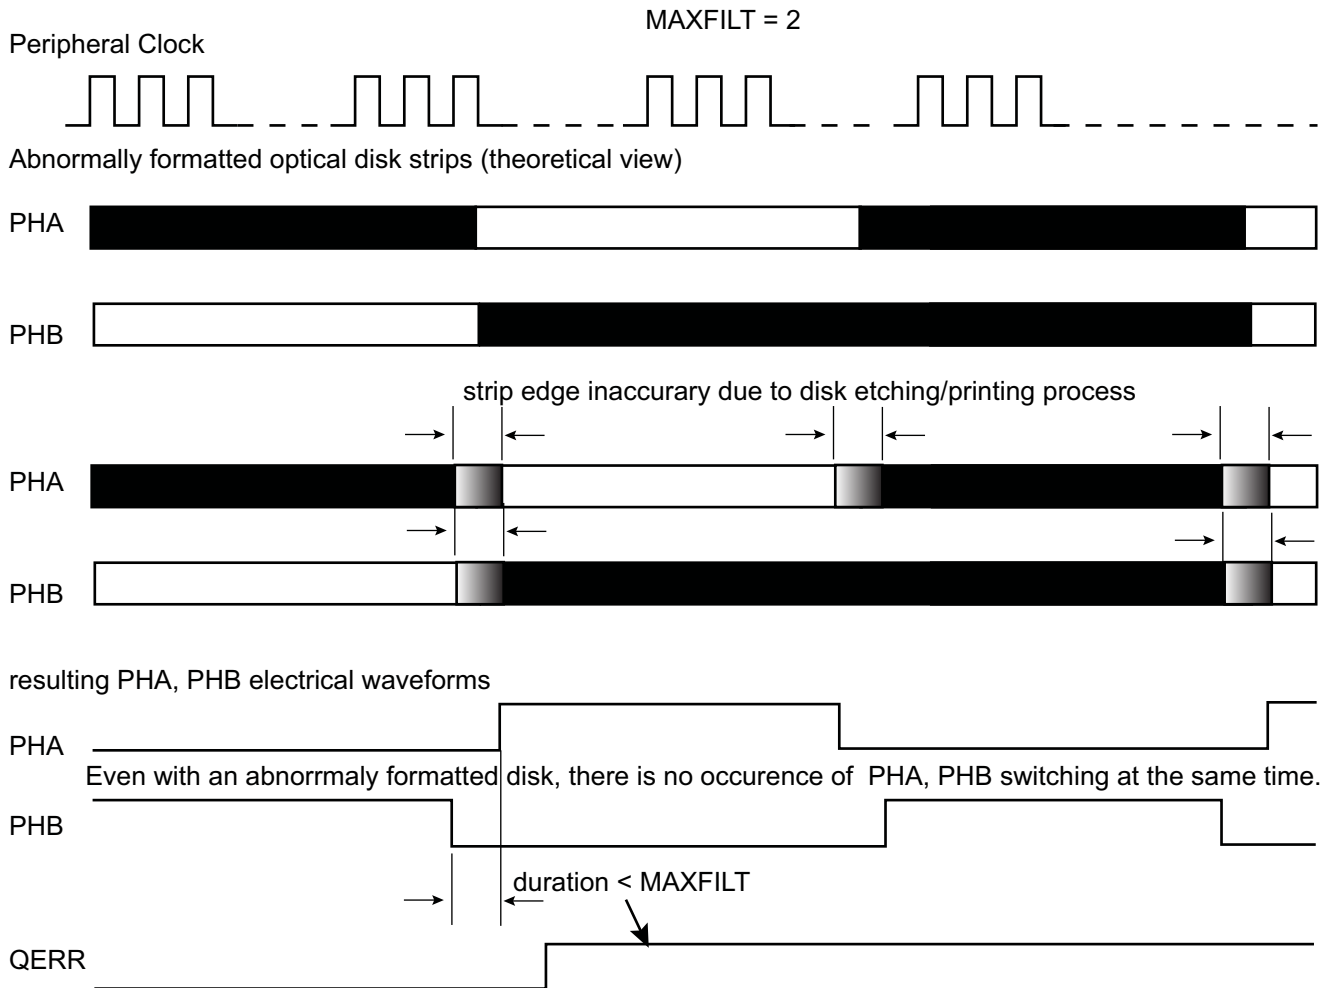 MAXFILT = 2
Peripheral Clock
Abnormally formatted optical disk strips (theoretical view)
PHA
PHB
strip edge inaccurary due to disk etching/printing process
PHA
PHB
resulting PHA, PHB electrical waveforms
PHA
Even with an abnorrmaly formatted disk, there is no occurence of PHA, PHB switching at the same time.
PHB
duration < MAXFILT
QERR